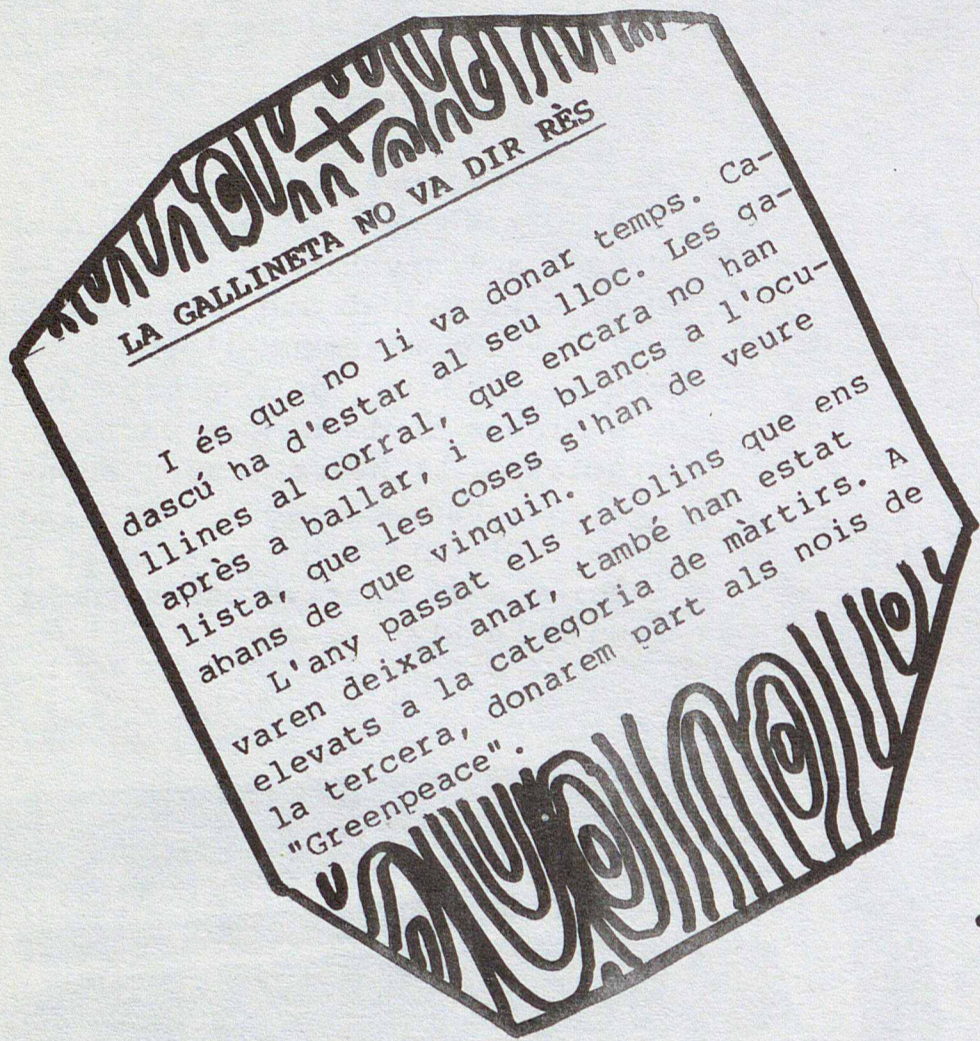 LA GALLINETA NO VA DIR RÈS
I és que no li va donar temps. Ca-
dascú ha d'estar al seu lloc. Les ga-
llines al corral, que encara no han
après a ballar, i els blancs a l'ocu-
lista, que les coses s'han de veure
abans de que vinquin.
L'any passat els ratolins que ens
varen deixar anar, també han estat
elevats a la categoria de màrtirs. A
la tercera, donarem part als nois de
"Greenpeace".